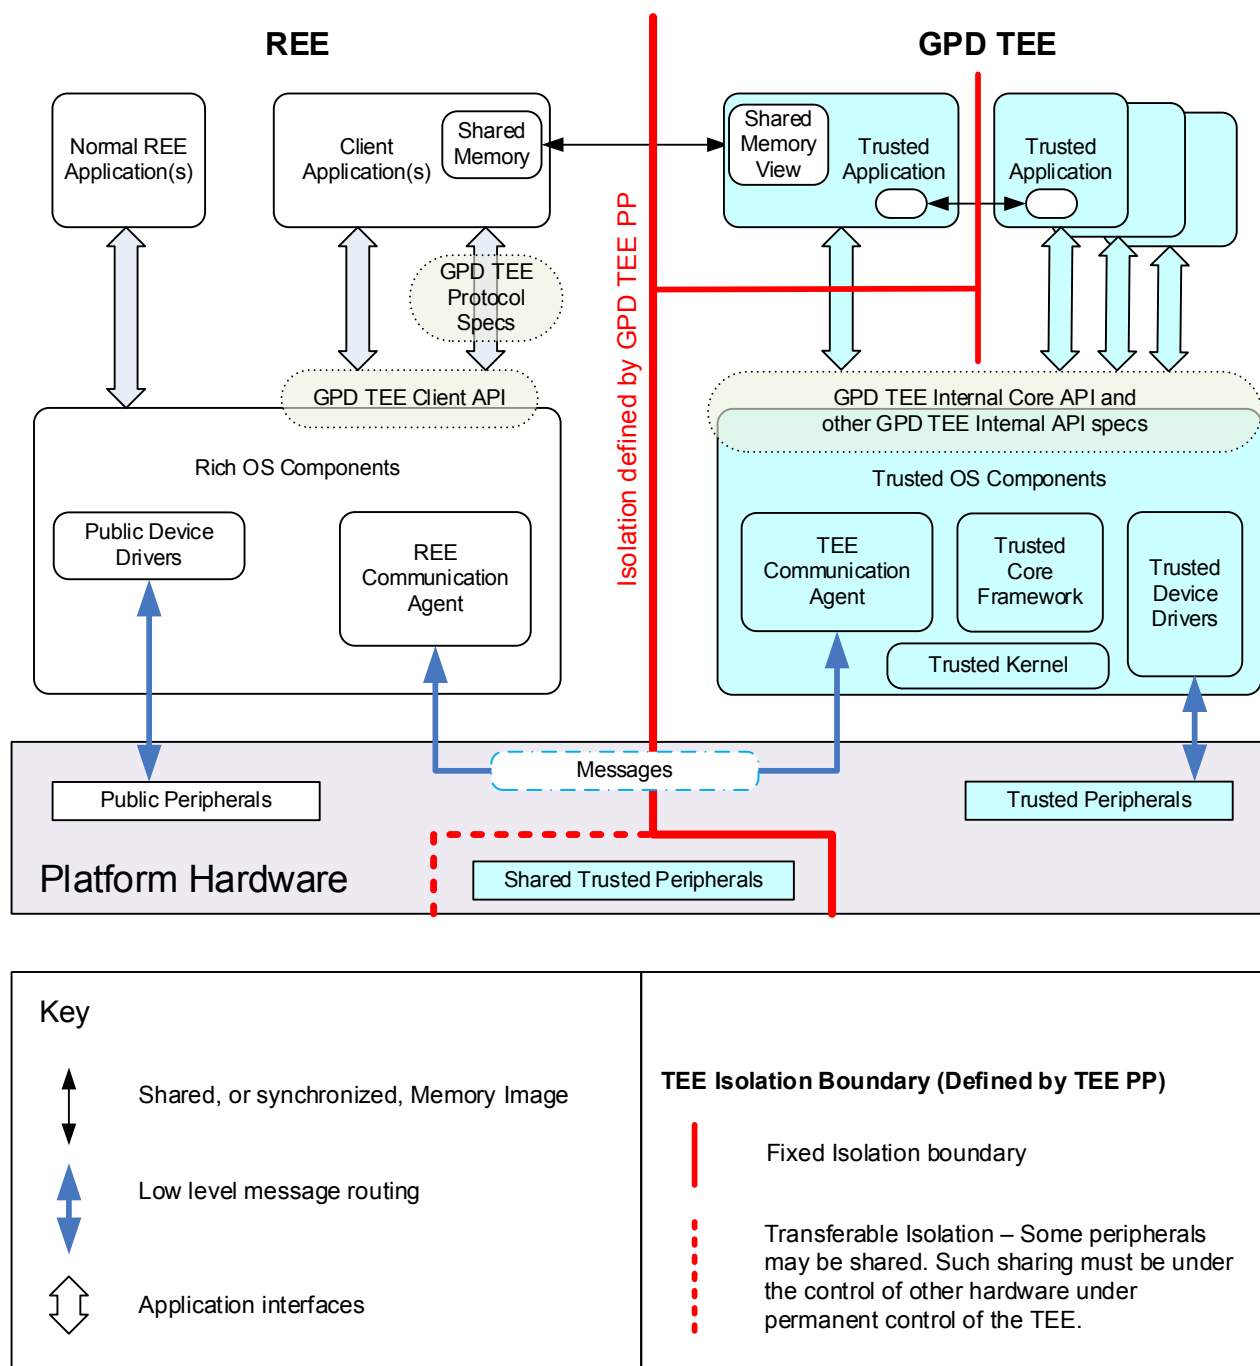 REE
GPD TEE
Normal REE
Application(s)
Client
Application(s)
Shared
Memory
Shared
Memory
View
Trusted
Application
Trusted
Application
GPD TEE
Protocol
Specs
Isolation defined by GPD TEE PP
GPD TEE Client API
GPD TEE Internal Core API and
other GPD TEE Internal API specs
Rich OS Components
Trusted OS Components
Public Device
Drivers
REE
Communication
Agent
TEE
Communication
Agent
Trusted
Core
Framework
Trusted
Device
Drivers
Trusted Kernel
Messages
Public Peripherals
Trusted Peripherals
Platform Hardware
Shared Trusted Peripherals
Key
Shared, or synchronized, Memory Image
Low level message routing
Application interfaces
TEE Isolation Boundary (Defined by TEE PP)
Fixed Isolation boundary
Transferable Isolation – Some peripherals
may be shared. Such sharing must be under
the control of other hardware under
permanent control of the TEE.